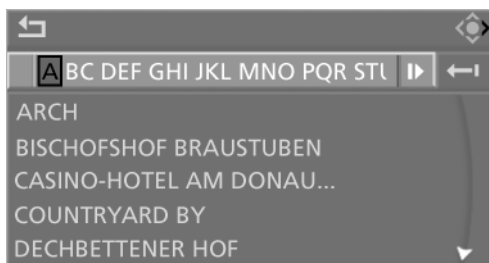 A BC DEF GHI JKL MNO PQR STU
ARCH
BISCHOFSHOF BRAUSTUBEN
CASINO-HOTEL AM DONAU...
COUNTRYARD BY
DECHBETTENER HOF